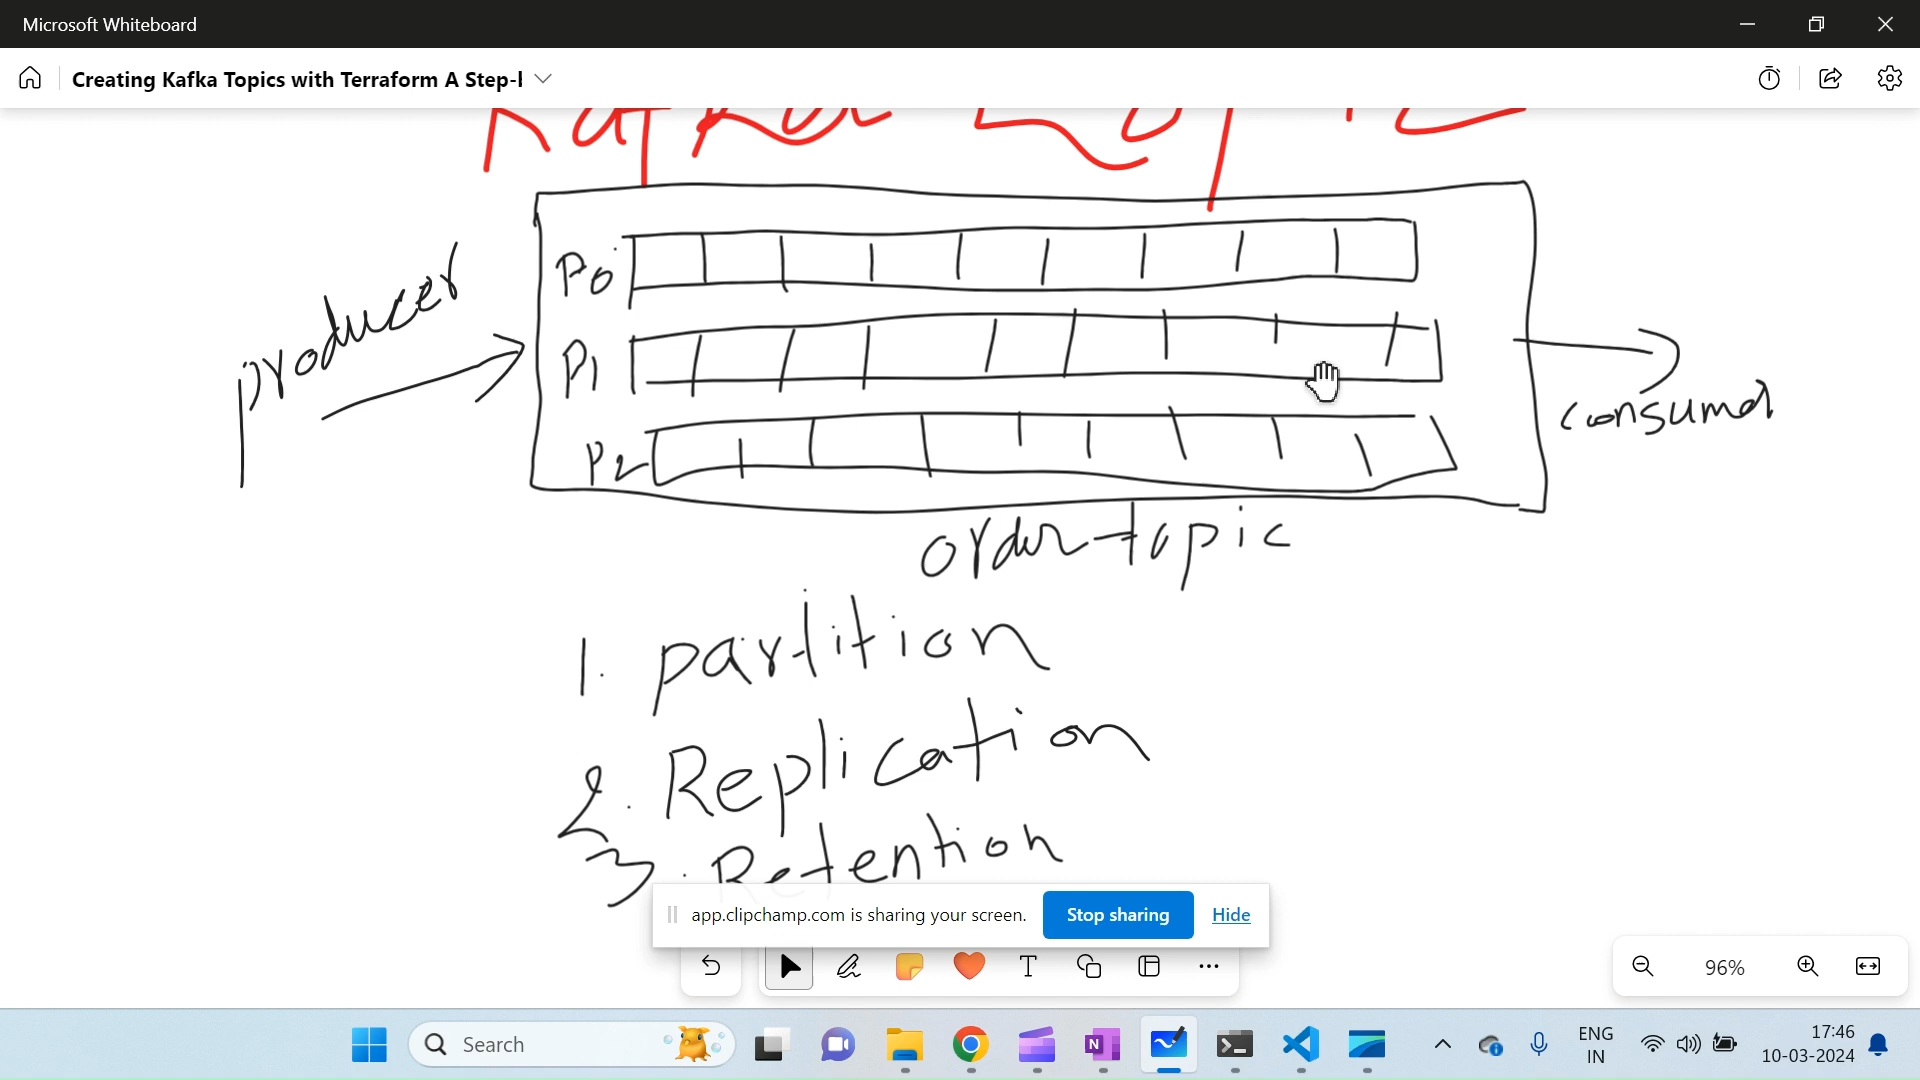 Microsoft Whiteboard
Creating Kafka Topics with Terraform A Step-b
Kafka Topic
producer
P0
P1
P2
consumer
order-topic
1. partition
2. Replication
3. Retention
app.clipchamp.com is sharing your screen.
Stop sharing
Hide
T
96%
Search
N
ENG
IN
17:46
10-03-2024